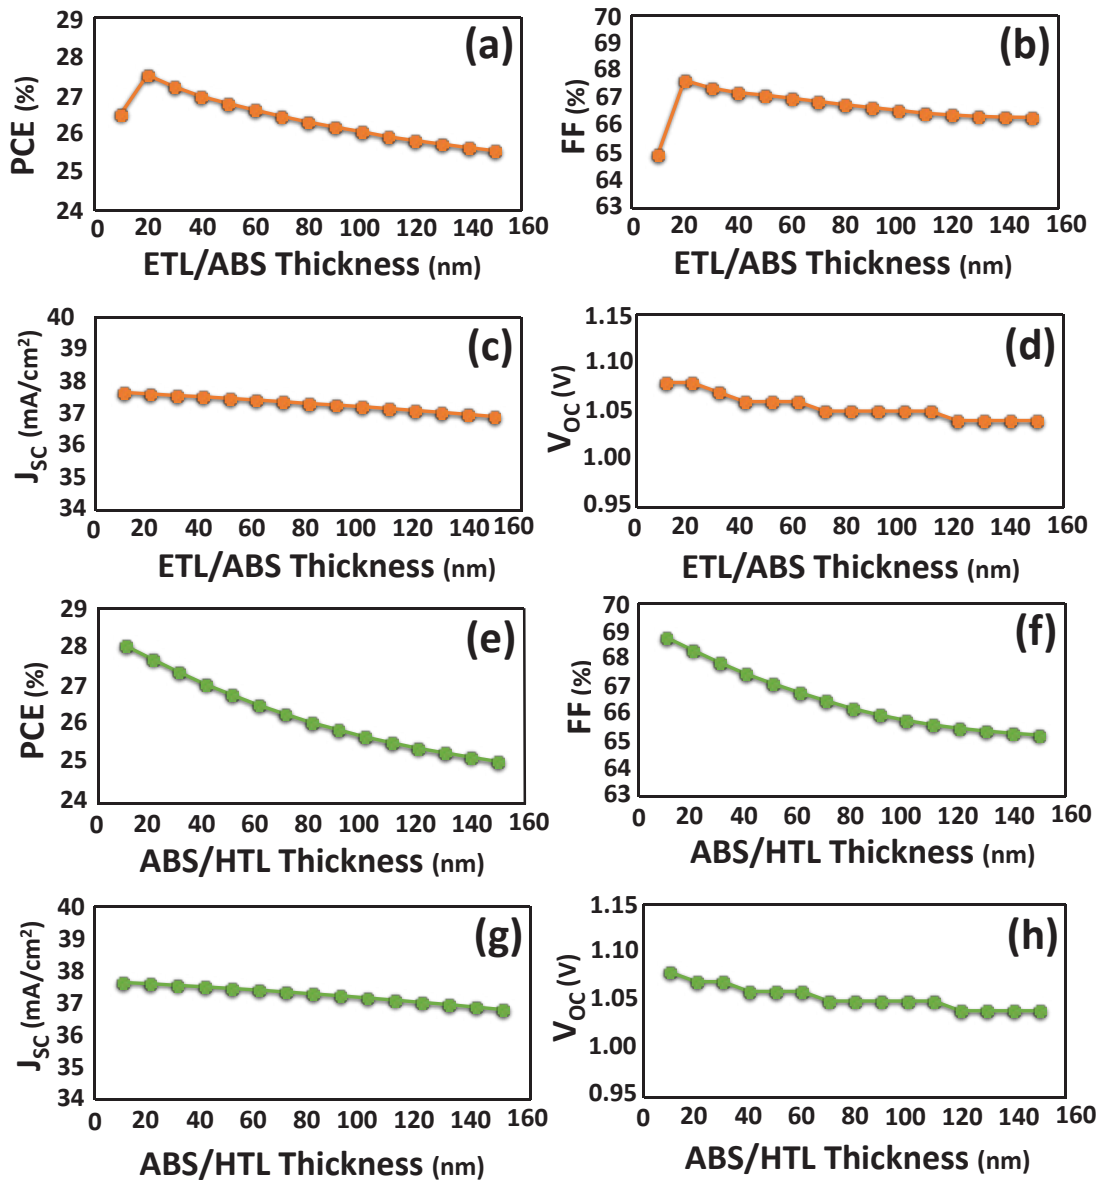 (a)
PCE (%)
29
28
27
26
25
24
0 20 40 60 80 100 120 140 160
ETL/ABS Thickness (nm)
(b)
FF (%)
70
69
68
67
66
65
64
63
0 20 40 60 80 100 120 140 160
ETL/ABS Thickness (nm)
(c)
JSC (mA/cm²)
40
39
38
37
36
35
34
0 20 40 60 80 100 120 140 160
ETL/ABS Thickness (nm)
(d)
VOC (V)
1.15
1.10
1.05
1.00
0.95
0 20 40 60 80 100 120 140 160
ETL/ABS Thickness (nm)
(e)
PCE (%)
29
28
27
26
25
24
0 20 40 60 80 100 120 140 160
ABS/HTL Thickness (nm)
(f)
FF (%)
70
69
68
67
66
65
64
63
0 20 40 60 80 100 120 140 160
ABS/HTL Thickness (nm)
(g)
JSC (mA/cm²)
40
39
38
37
36
35
34
0 20 40 60 80 100 120 140 160
ABS/HTL Thickness (nm)
(h)
VOC (V)
1.15
1.10
1.05
1.00
0.95
0 20 40 60 80 100 120 140 160
ABS/HTL Thickness (nm)